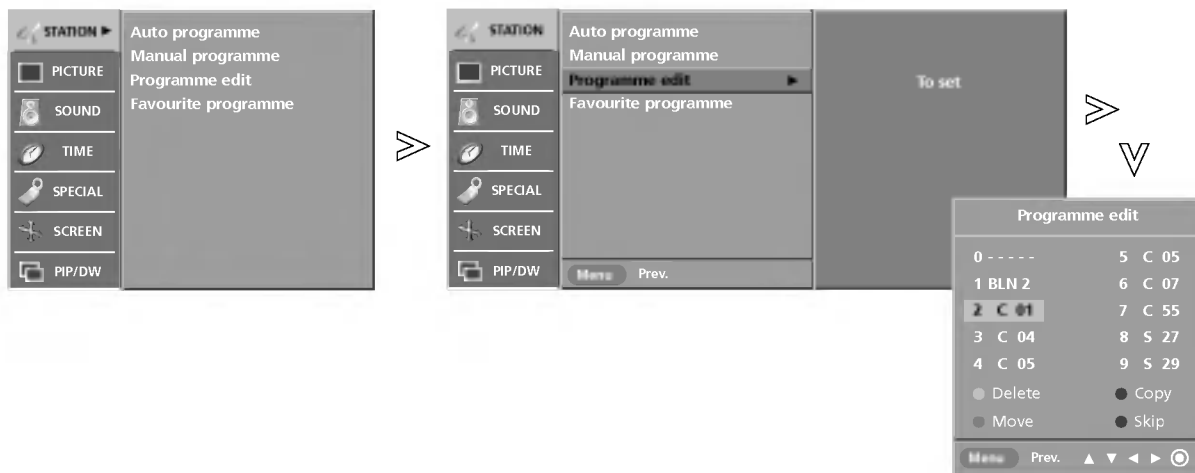 STATION
PICTURE
SOUND
TIME
SPECIAL
SCREEN
PIP/DW
Auto programme
Manual programme
Programme edit
Favourite programme
STATION
PICTURE
SOUND
TIME
SPECIAL
SCREEN
PIP/DW
Auto programme
Manual programme
Programme edit
Favourite programme
Menu Prev.
To set
Programme edit
0 - - - - -
1 BLN 2
2 C 01
3 C 04
4 C 05
5 C 05
6 C 07
7 C 55
8 S 27
9 S 29
Delete
Copy
Move
Skip
Menu Prev.